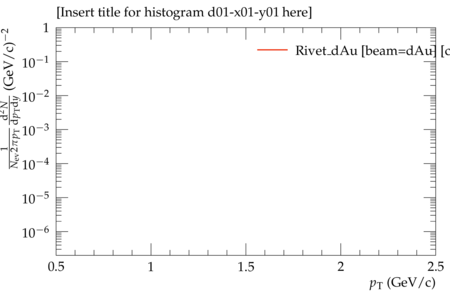 [Insert title for histogram d01-x01-y01 here]
1
10⁻¹
10⁻²
10⁻³
10⁻⁴
10⁻⁵
10⁻⁶
1/(N_ev 2π p_T) d²N/(dp_T dy) (GeV/c)⁻²
Rivet_dAu [beam=dAu] [c
0.5 1 1.5 2 2.5
p_T (GeV/c)